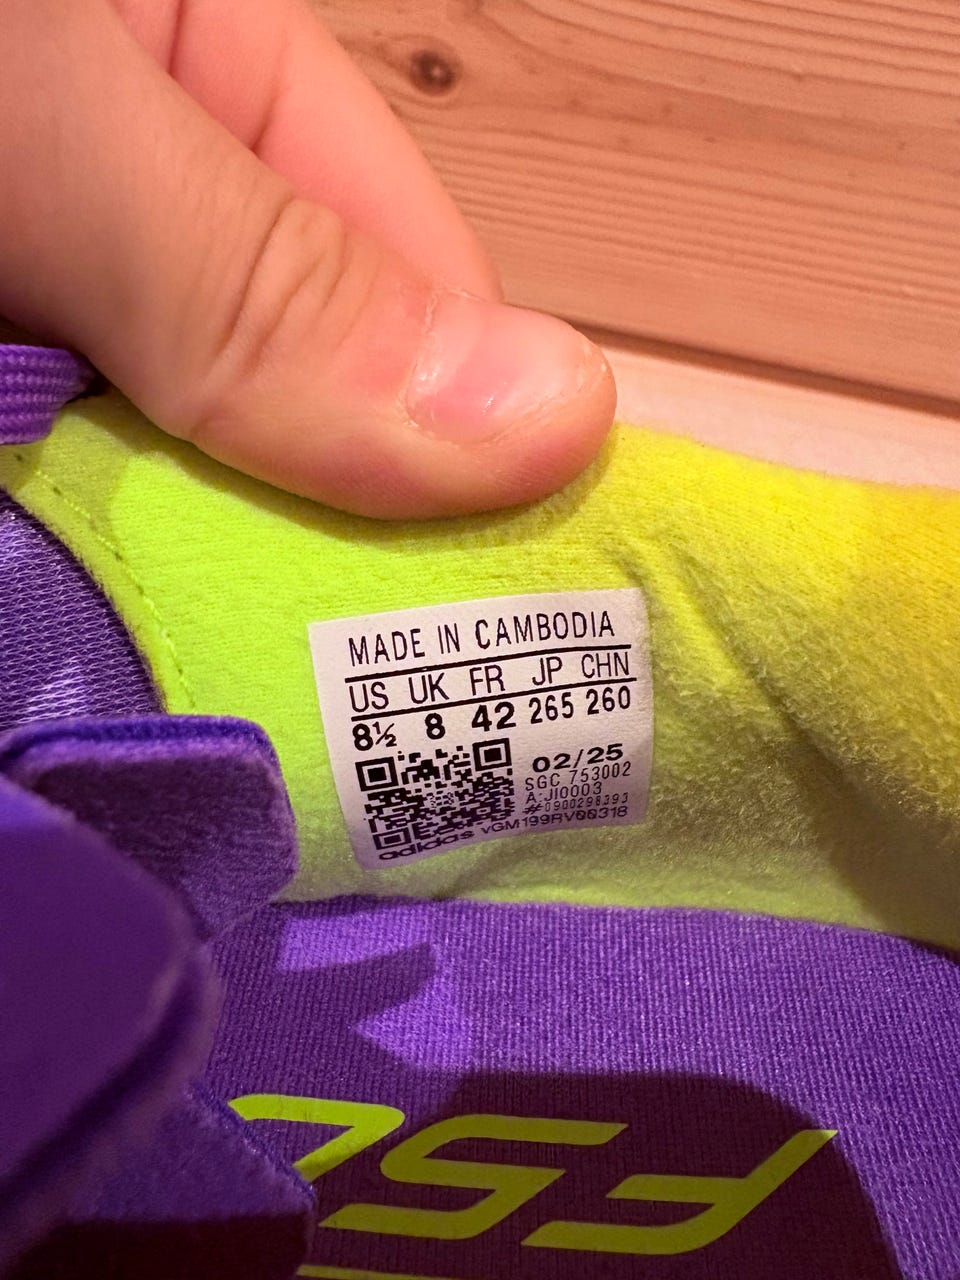 MADE IN CAMBODIA
US UK FR JP CHN
8½ 8 42 265 260
02/25
SGC 753002
A:JI0003
#0900298393
adidas vGM199RV00318